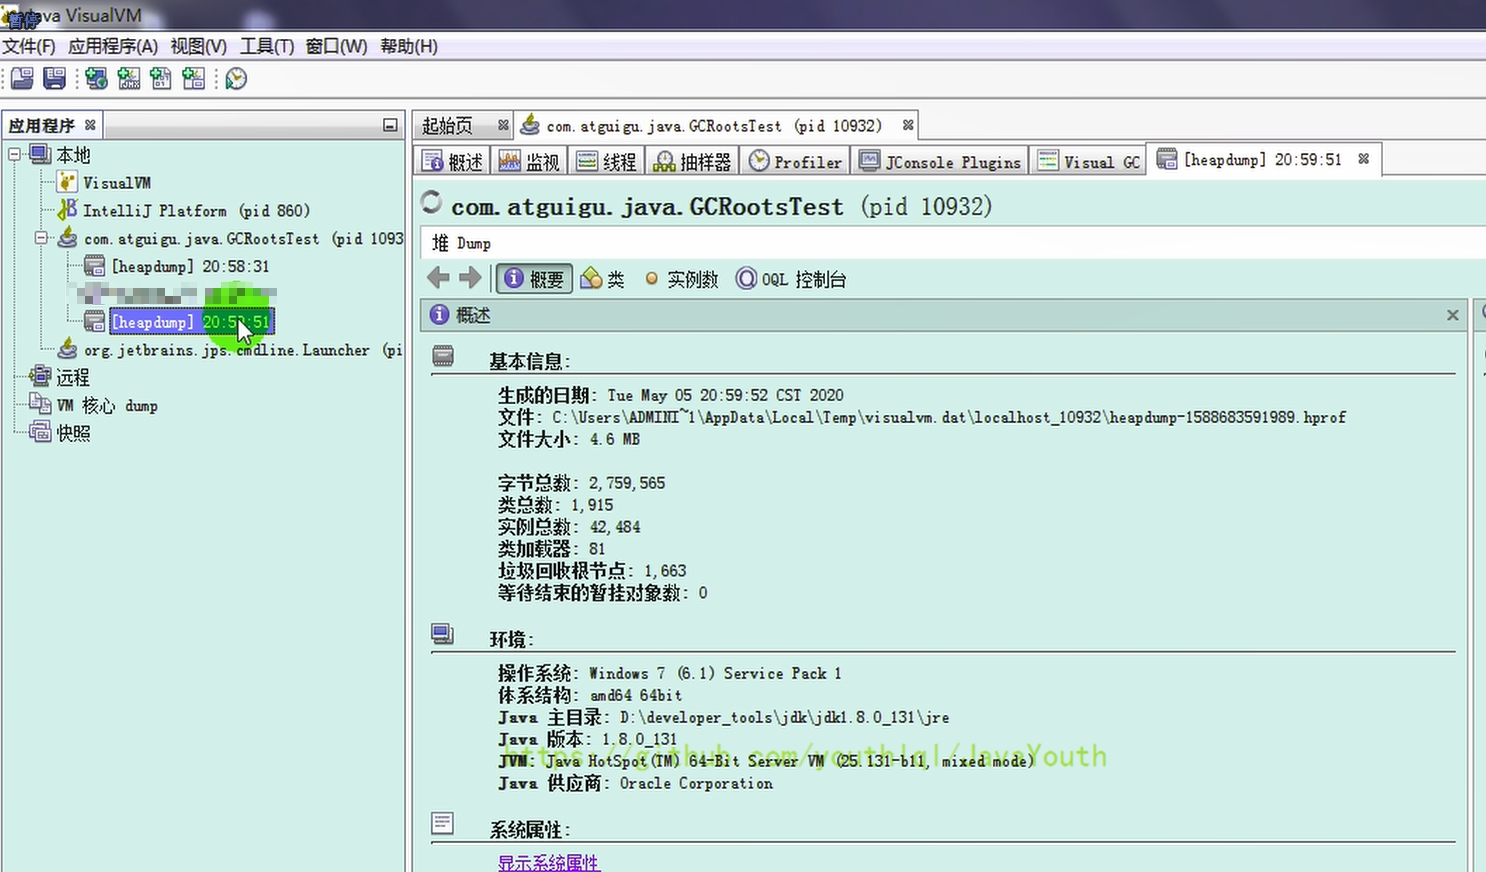 暂停
Java VisualVM
文件(F) 应用程序(A) 视图(V) 工具(T) 窗口(W) 帮助(H)
应用程序
本地
VisualVM
IntelliJ Platform (pid 860)
com.atguigu.java.GCRootsTest (pid 1093
[heapdump] 20:58:31
[heapdump] 20:59:51
org.jetbrains.jps.cmdline.Launcher (pi
远程
VM 核心 dump
快照
起始页
com.atguigu.java.GCRootsTest (pid 10932)
概述 监视 线程 抽样器 Profiler JConsole Plugins Visual GC [heapdump] 20:59:51
com.atguigu.java.GCRootsTest (pid 10932)
堆 Dump
概要 类 实例数 OQL 控制台
概述
基本信息:
生成的日期: Tue May 05 20:59:52 CST 2020
文件: C:\Users\ADMINI~1\AppData\Local\Temp\visualvm.dat\localhost_10932\heapdump-1588683591989.hprof
文件大小: 4.6 MB
字节总数: 2,759,565
类总数: 1,915
实例总数: 42,484
类加载器: 81
垃圾回收根节点: 1,663
等待结束的暂挂对象数: 0
环境:
操作系统: Windows 7 (6.1) Service Pack 1
体系结构: amd64 64bit
Java 主目录: D:\developer_tools\jdk\jdk1.8.0_131\jre
Java 版本: 1.8.0_131
https://github.com/youthlql/JavaYouth
JVM: Java HotSpot(TM) 64-Bit Server VM (25.131-b11, mixed mode)
Java 供应商: Oracle Corporation
系统属性:
显示系统属性